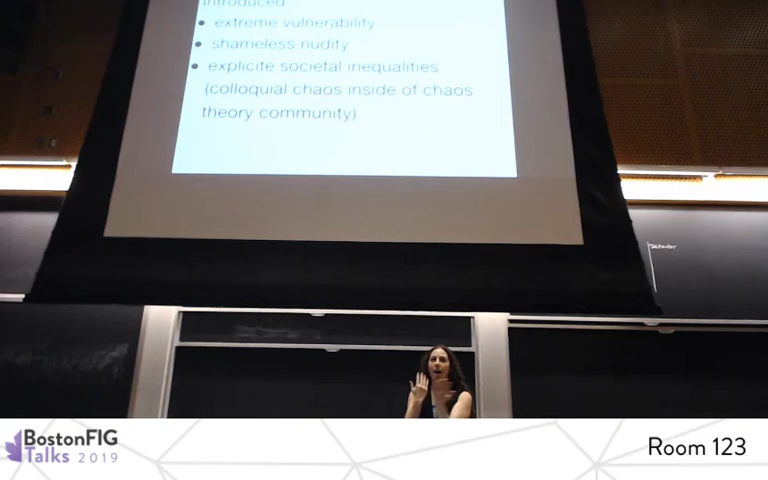 introduced
• extreme vulnerability
• shameless nudity
• explicite societal inequalities
(colloquial chaos inside of chaos
theory community)
BostonFIG
Talks 2019
Room 123